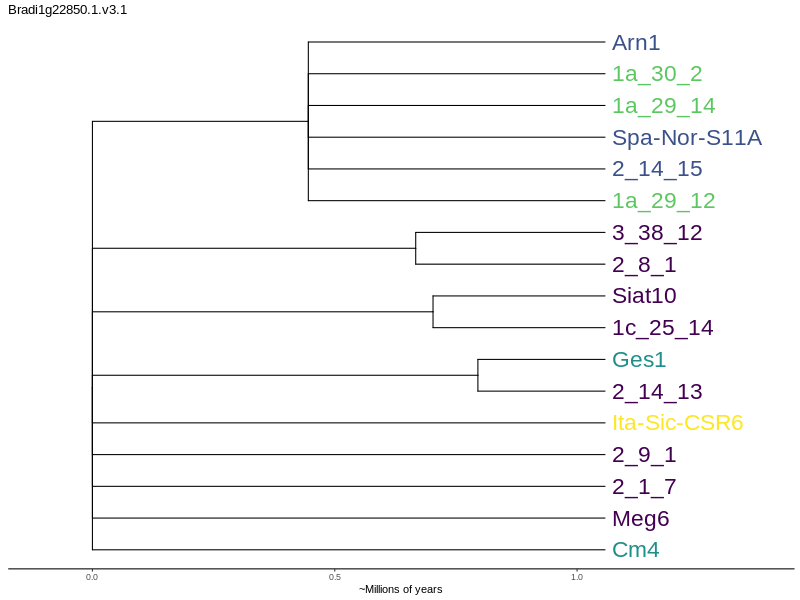 Bradi1g22850.1.v3.1
Arn1
1a_30_2
1a_29_14
Spa-Nor-S11A
2_14_15
1a_29_12
3_38_12
2_8_1
Siat10
1c_25_14
Ges1
2_14_13
Ita-Sic-CSR6
2_9_1
2_1_7
Meg6
Cm4
0.0 0.5 1.0
~Millions of years